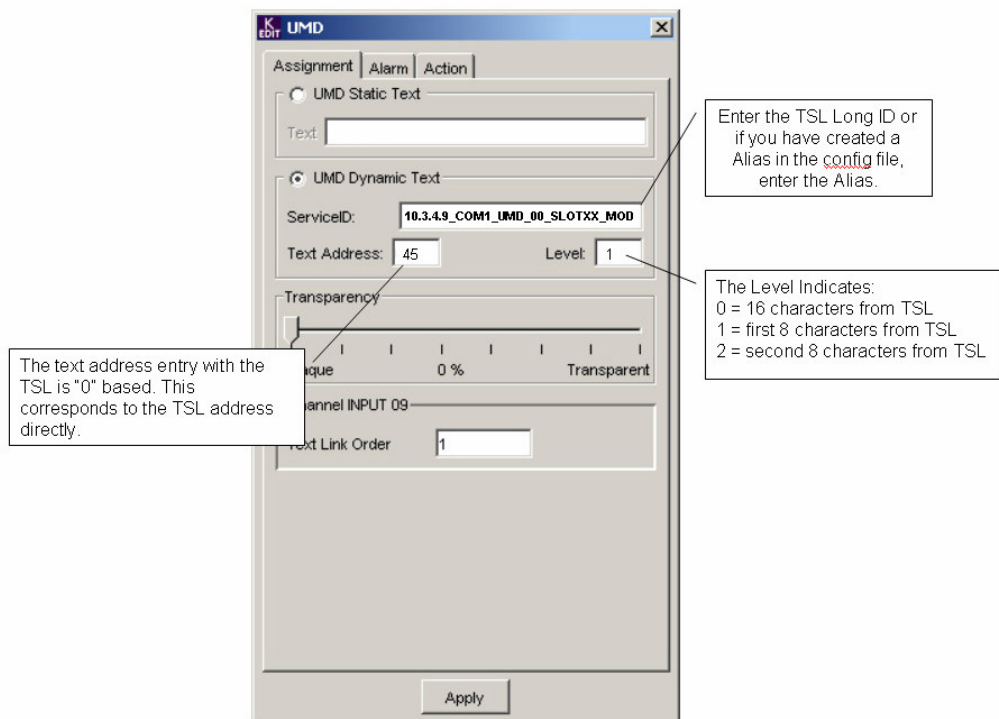 K
EDIT UMD
Assignment Alarm Action
UMD Static Text
Text
UMD Dynamic Text
ServiceID: 10.3.4.9_COM1_UMD_00_SLOTXX_MOD
Text Address: 45 Level: 1
Enter the TSL Long ID or
if you have created a
Alias in the config file,
enter the Alias.
The Level Indicates:
0 = 16 characters from TSL
1 = first 8 characters from TSL
2 = second 8 characters from TSL
Transparency
aque 0 % Transparent
The text address entry with the
TSL is "0" based. This
corresponds to the TSL address
directly.
hannel INPUT 09
Text Link Order 1
Apply